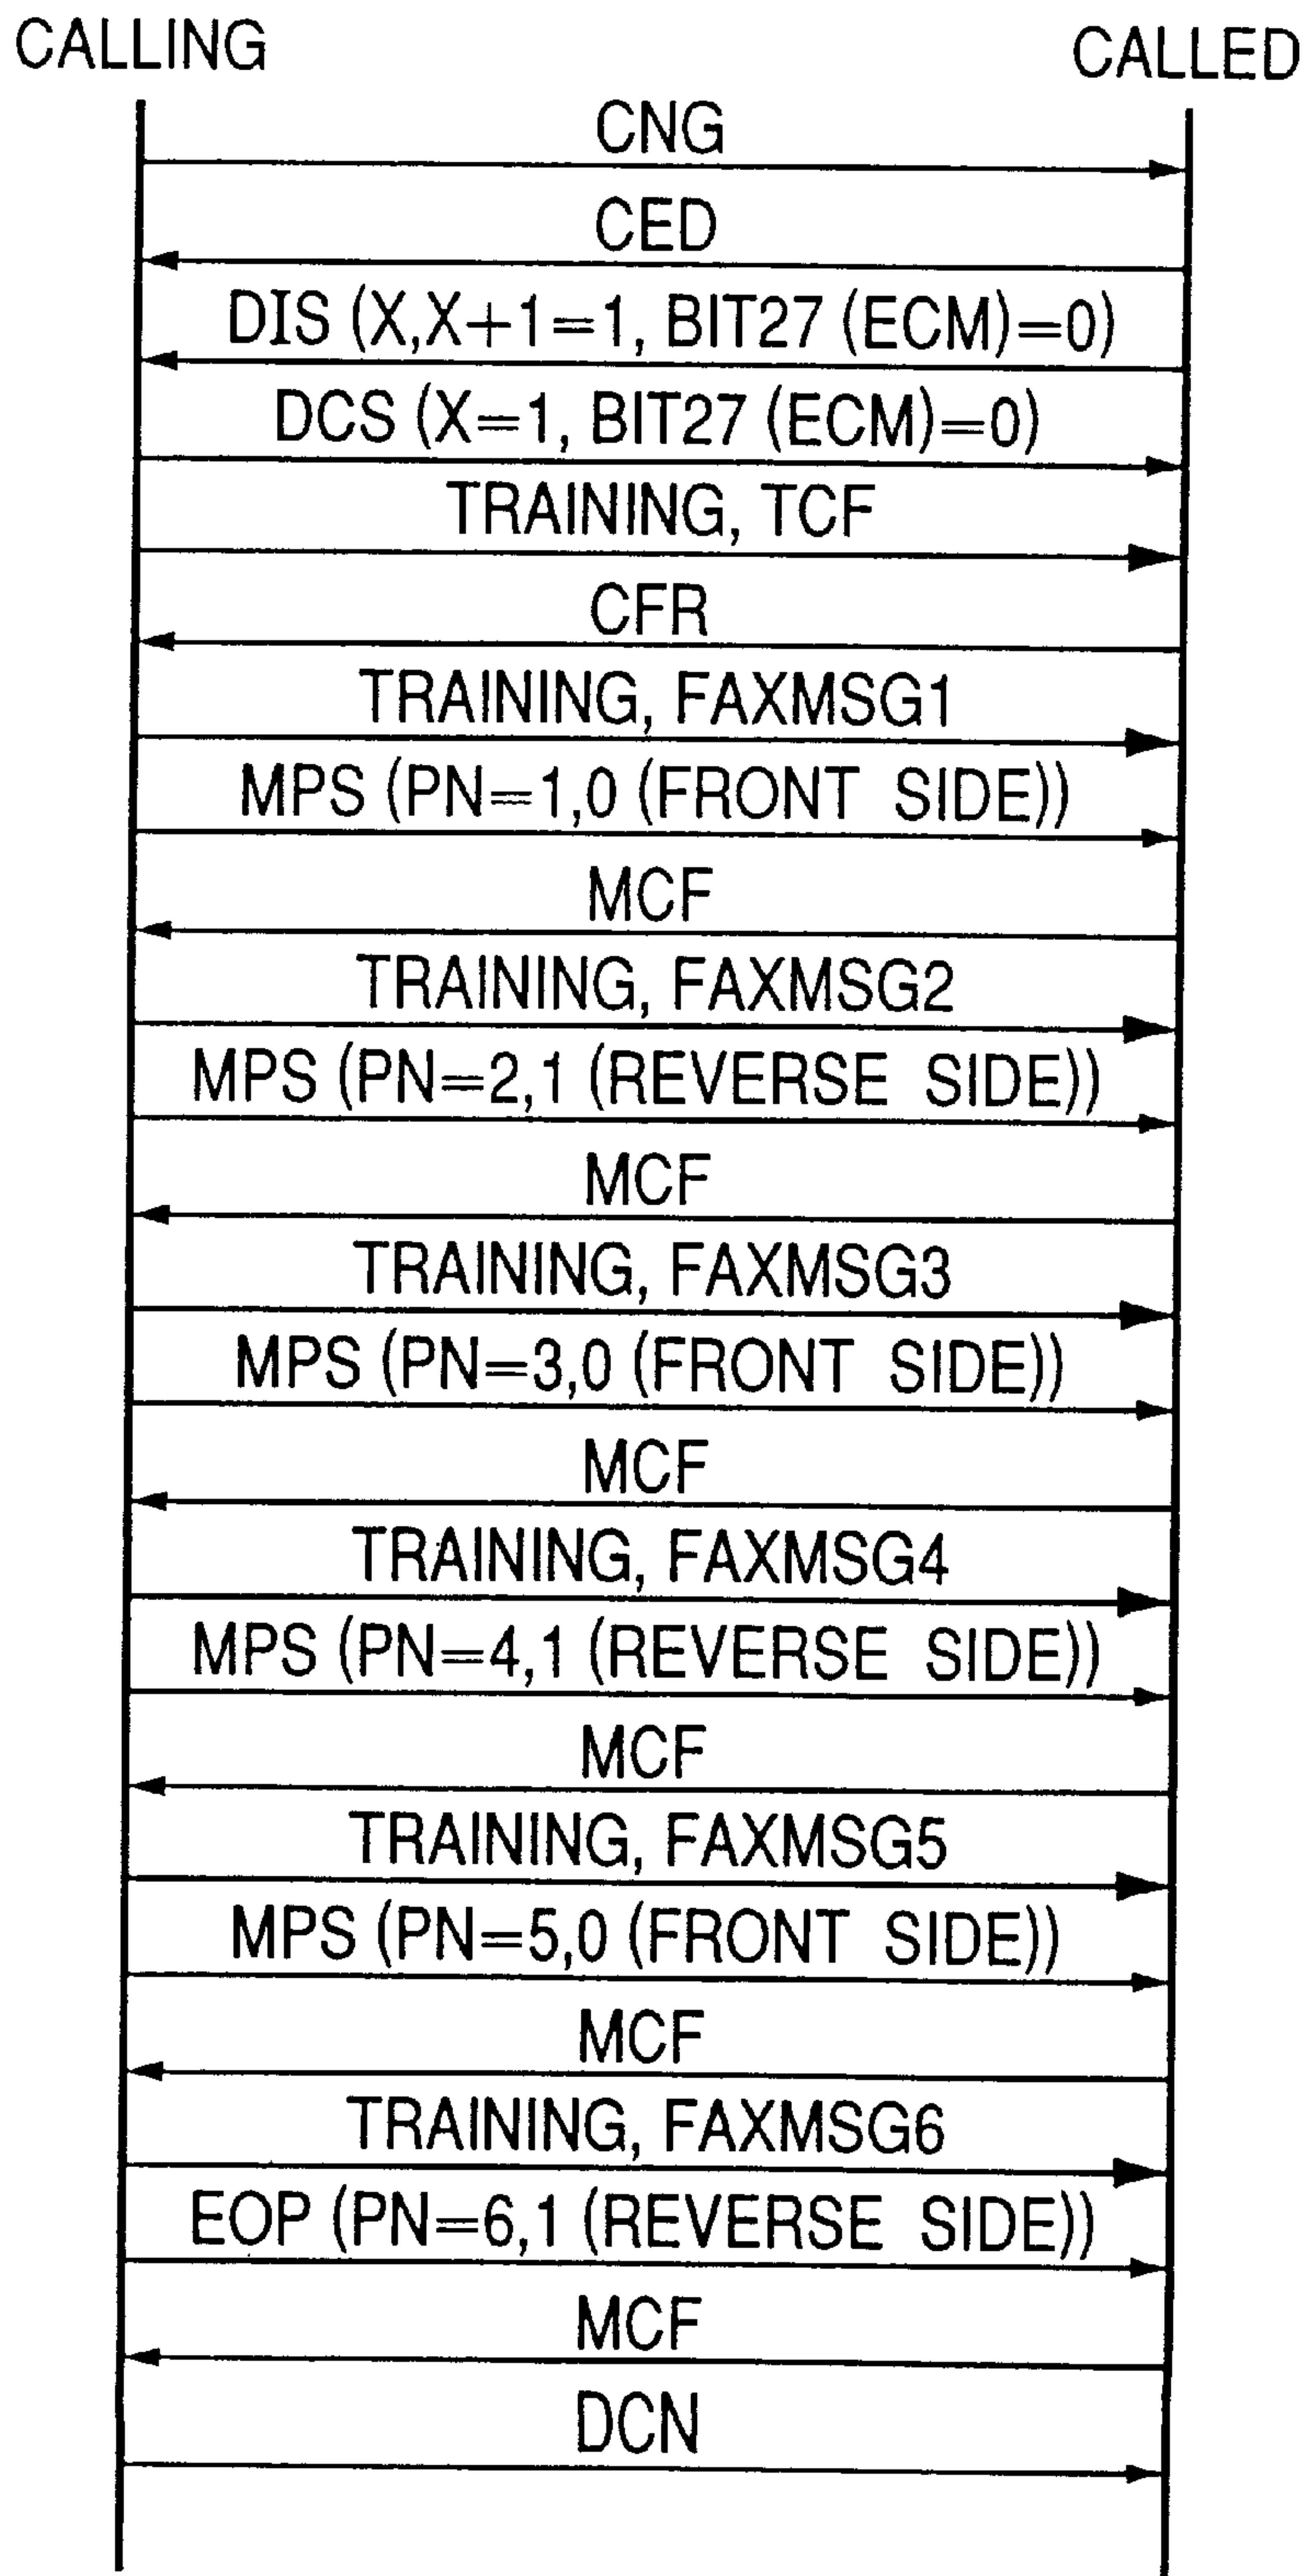 CALLING
CALLED
CNG
CED
DIS (X,X+1=1, BIT27 (ECM)=0)
DCS (X=1, BIT27 (ECM)=0)
TRAINING, TCF
CFR
TRAINING, FAXMSG1
MPS (PN=1,0 (FRONT SIDE))
MCF
TRAINING, FAXMSG2
MPS (PN=2,1 (REVERSE SIDE))
MCF
TRAINING, FAXMSG3
MPS (PN=3,0 (FRONT SIDE))
MCF
TRAINING, FAXMSG4
MPS (PN=4,1 (REVERSE SIDE))
MCF
TRAINING, FAXMSG5
MPS (PN=5,0 (FRONT SIDE))
MCF
TRAINING, FAXMSG6
EOP (PN=6,1 (REVERSE SIDE))
MCF
DCN